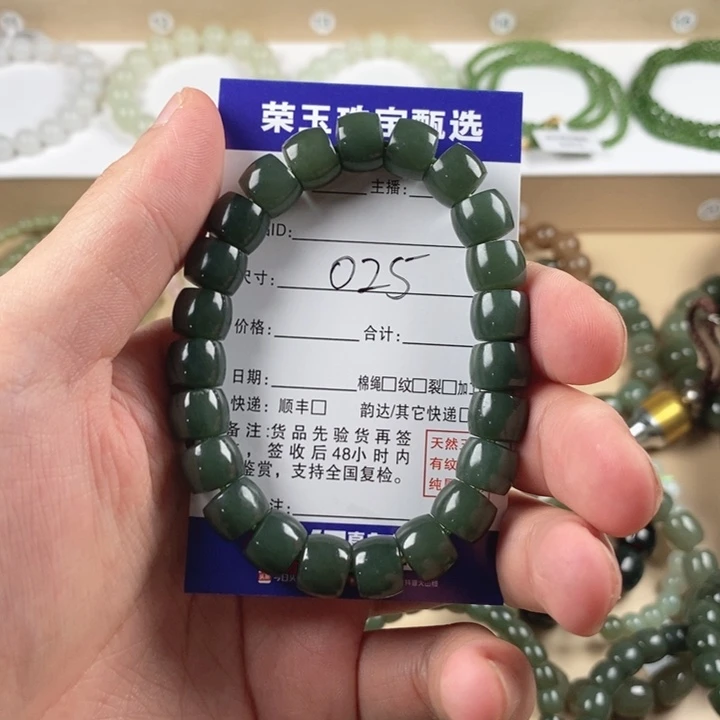 荣玉珠宝甄选
主播:
ID:
尺寸: 025
价格: 合计:
日期: 棉绳□纹□裂□加
快递: 顺丰□ 韵达/其它快递□
备注:货品先验货再签
,签收后48小时内
鉴赏,支持全国复检。
天然
有纹
纯
注: